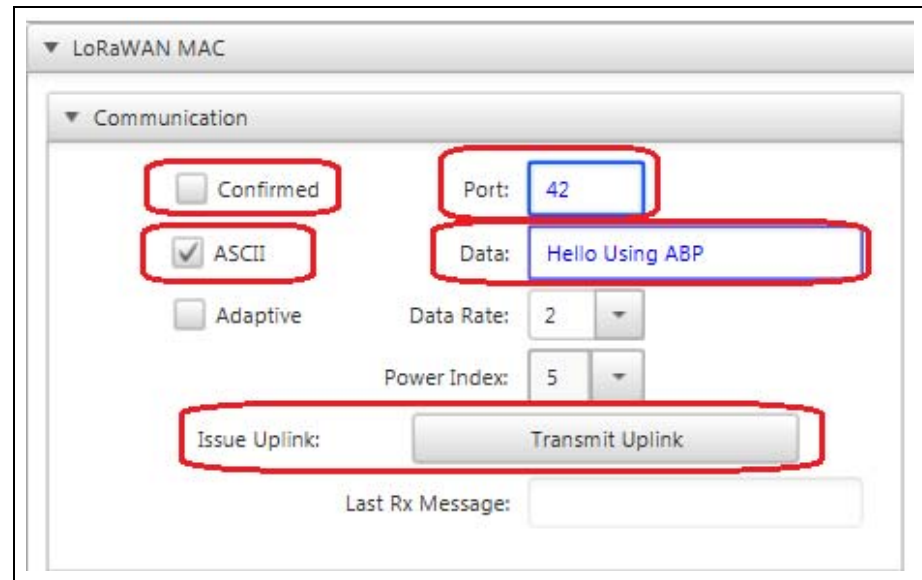 LoRaWAN MAC
Communication
Confirmed Port: 42
ASCII Data: Hello Using ABP
Adaptive Data Rate: 2
Power Index: 5
Issue Uplink: Transmit Uplink
Last Rx Message: